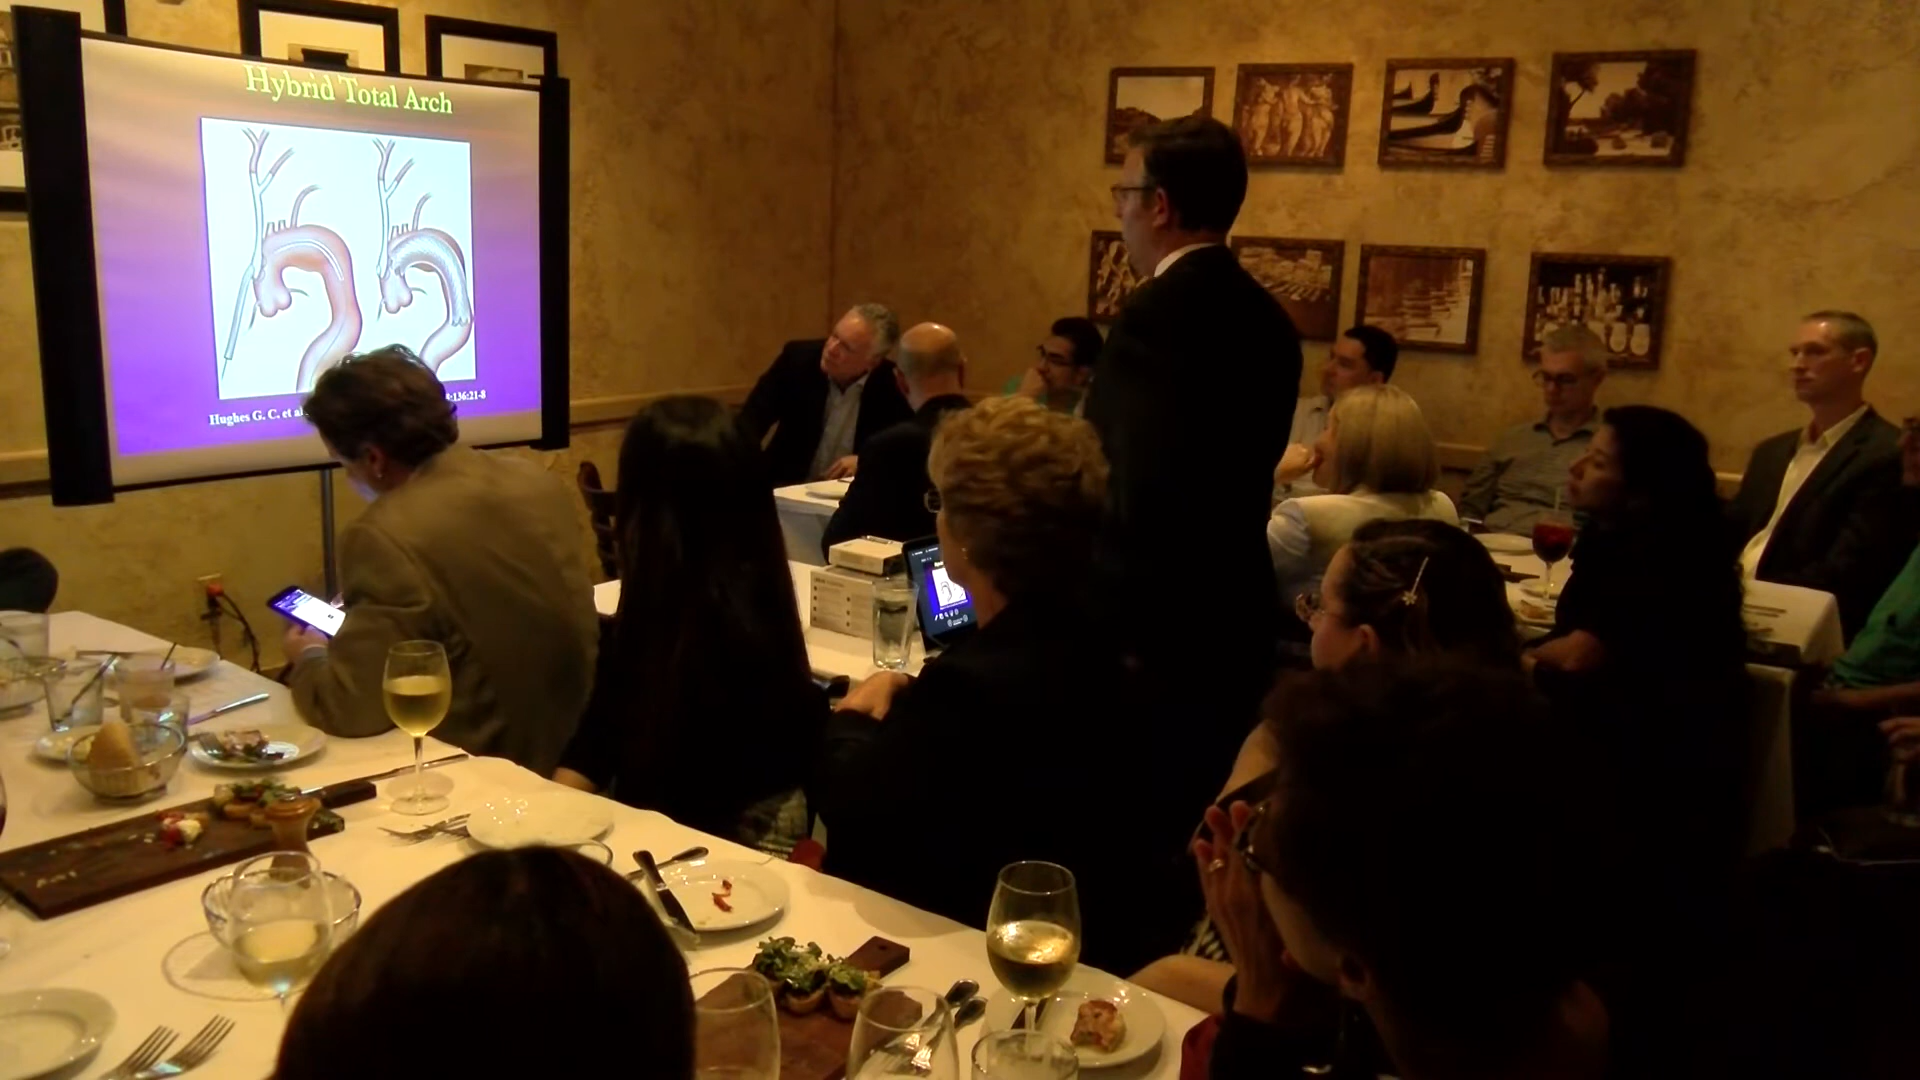 Hybrid Total Arch
Hughes G. C. et al
:136:21-8